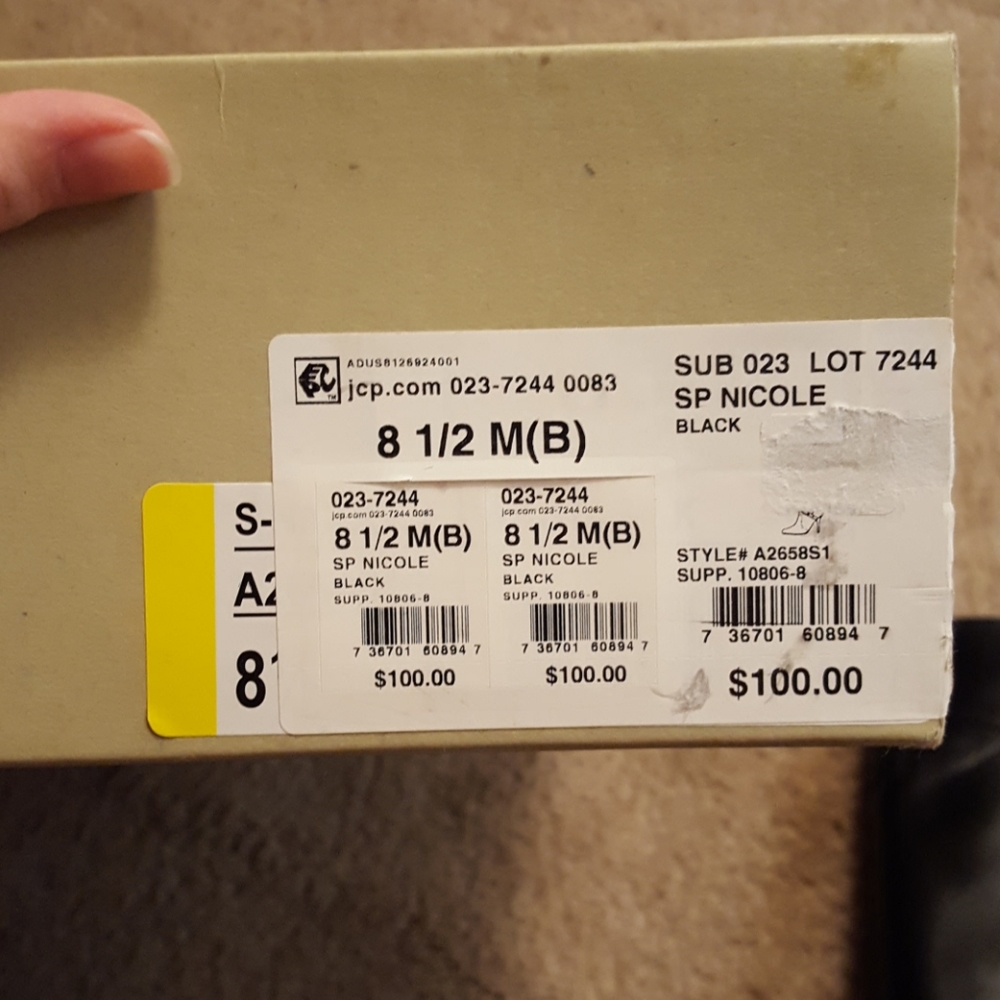 ADUS8126924001
jcp.com 023-7244 0083
8 1/2 M(B)
SUB 023 LOT 7244
SP NICOLE
BLACK
S-
A2
8
023-7244
jcp.com 023-7244 0083
8 1/2 M(B)
SP NICOLE
BLACK
SUPP. 10806-8
7 36701 60894 7
$100.00
023-7244
jcp.com 023-7244 0083
8 1/2 M(B)
SP NICOLE
BLACK
SUPP. 10806-8
7 36701 60894 7
$100.00
STYLE# A2658S1
SUPP. 10806-8
7 36701 60894 7
$100.00